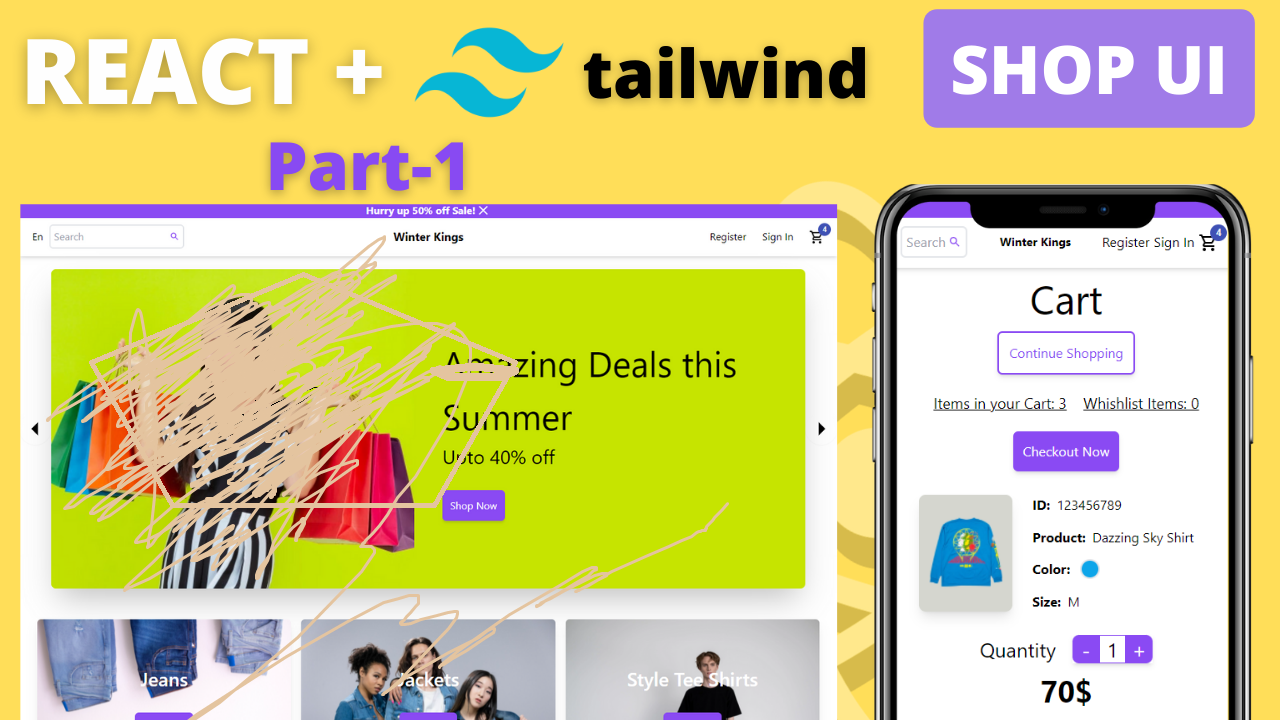 REACT + tailwind SHOP UI
Part-1
Hurry up 50% off Sale! X
En Search Winter Kings Register Sign In 4
Amazing Deals this
Summer
Upto 40% off
Shop Now
Jeans Jackets Style Tee Shirts
Search Winter Kings Register Sign In 4
Cart
Continue Shopping
Items in your Cart: 3 Whishlist Items: 0
Checkout Now
ID: 123456789
Product: Dazzing Sky Shirt
Color:
Size: M
Quantity - 1 +
70$